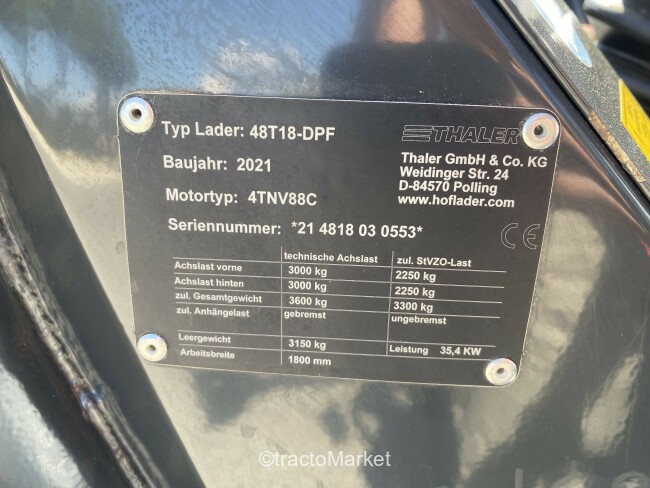 Typ Lader: 48T18-DPF
THALER
Baujahr: 2021
Thaler GmbH & Co. KG
Weidinger Str. 24
D-84570 Polling
www.hoflader.com
Motortyp: 4TNV88C
Seriennummer: *21 4818 03 0553*
CE
technische Achslast zul. StVZO-Last
Achslast vorne 3000 kg 2250 kg
Achslast hinten 3000 kg 2250 kg
zul. Gesamtgewicht 3600 kg 3300 kg
zul. Anhängelast gebremst ungebremst
Leergewicht 3150 kg Leistung 35,4 KW
Arbeitsbreite 1800 mm
©tractoMarket